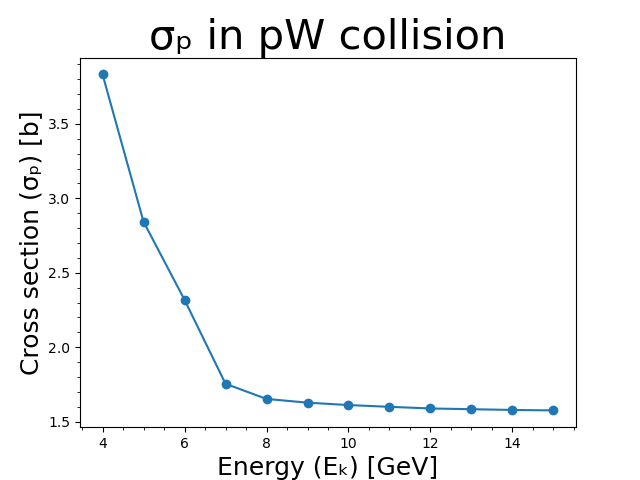 σₚ in pW collision
Cross section (σₚ) [b]
3.5
3.0
2.5
2.0
1.5
4 6 8 10 12 14
Energy (Eₖ) [GeV]